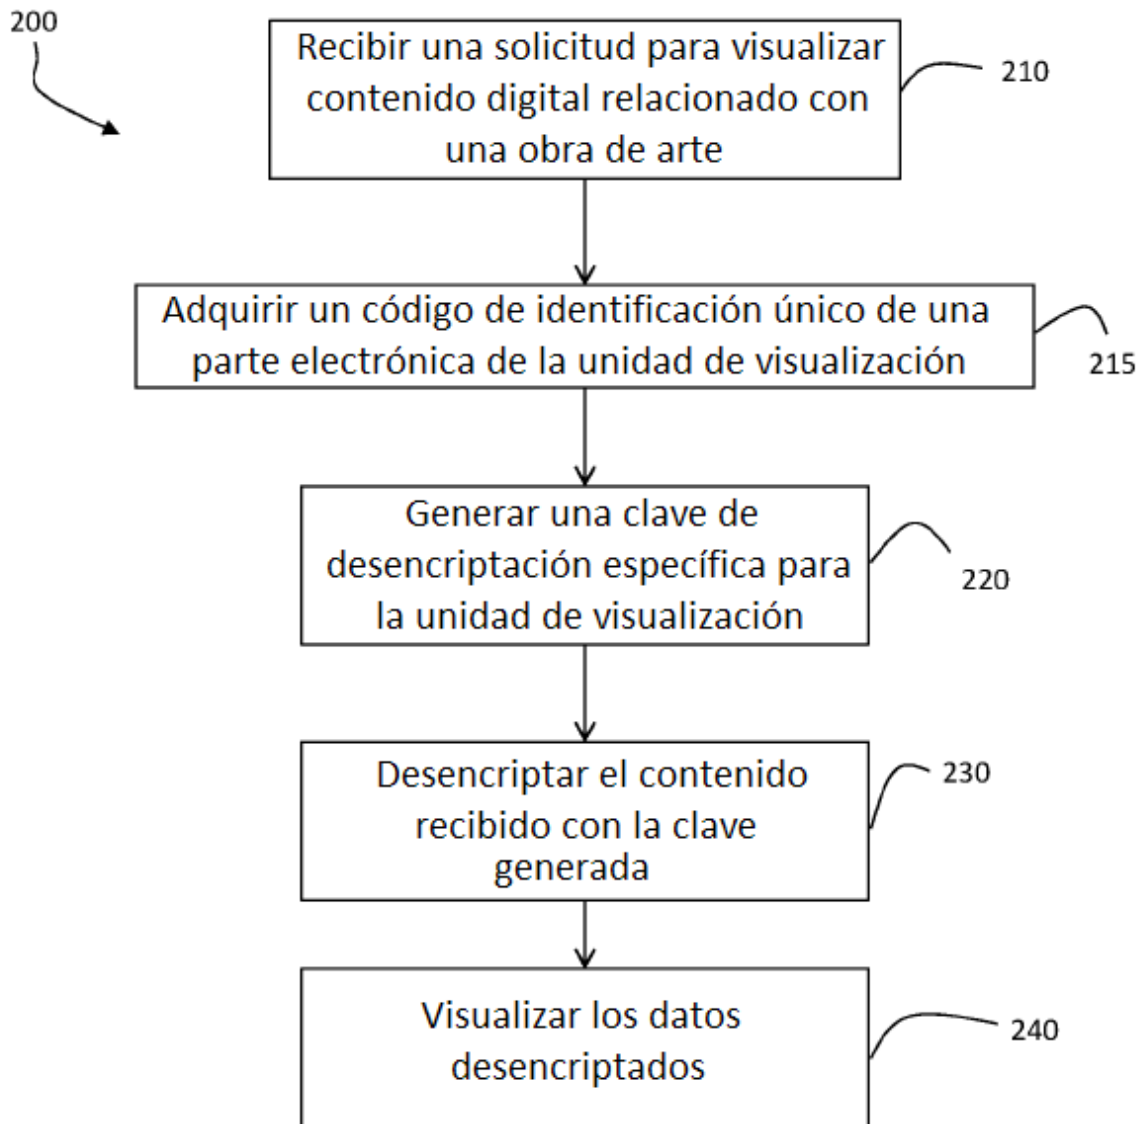 200
Recibir una solicitud para visualizar
contenido digital relacionado con
una obra de arte
210
Adquirir un código de identificación único de una
parte electrónica de la unidad de visualización
215
Generar una clave de
desencriptación específica para
la unidad de visualización
220
Desencriptar el contenido
recibido con la clave
generada
230
Visualizar los datos
desencriptados
240